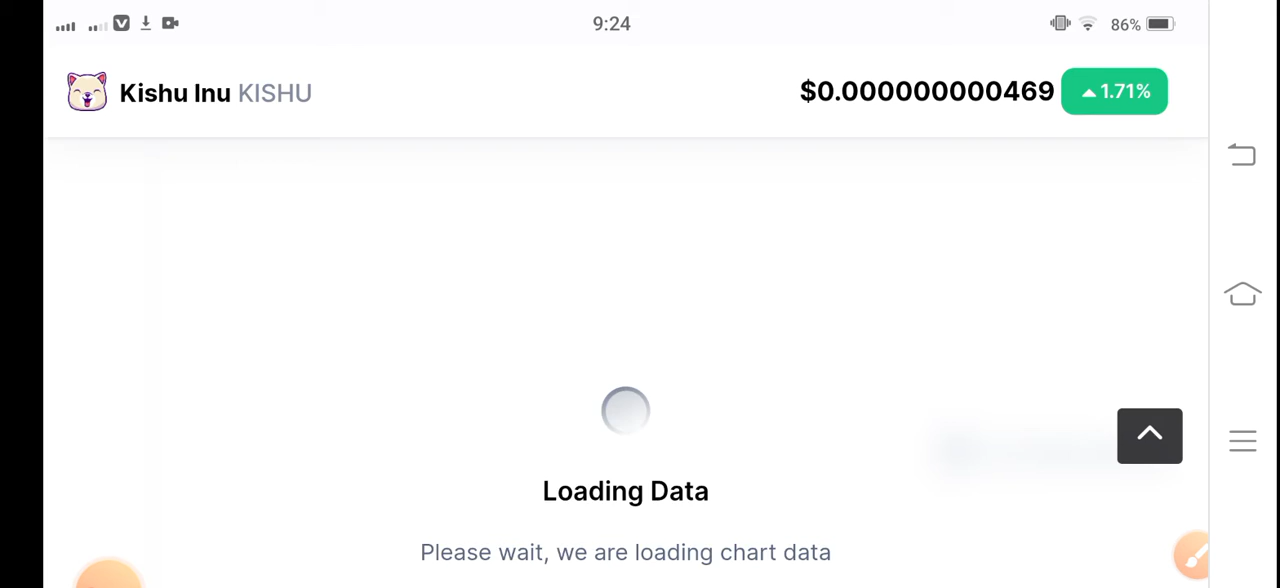 9:24
86%
Kishu Inu KISHU
$0.000000000469 1.71%
Loading Data
Please wait, we are loading chart data